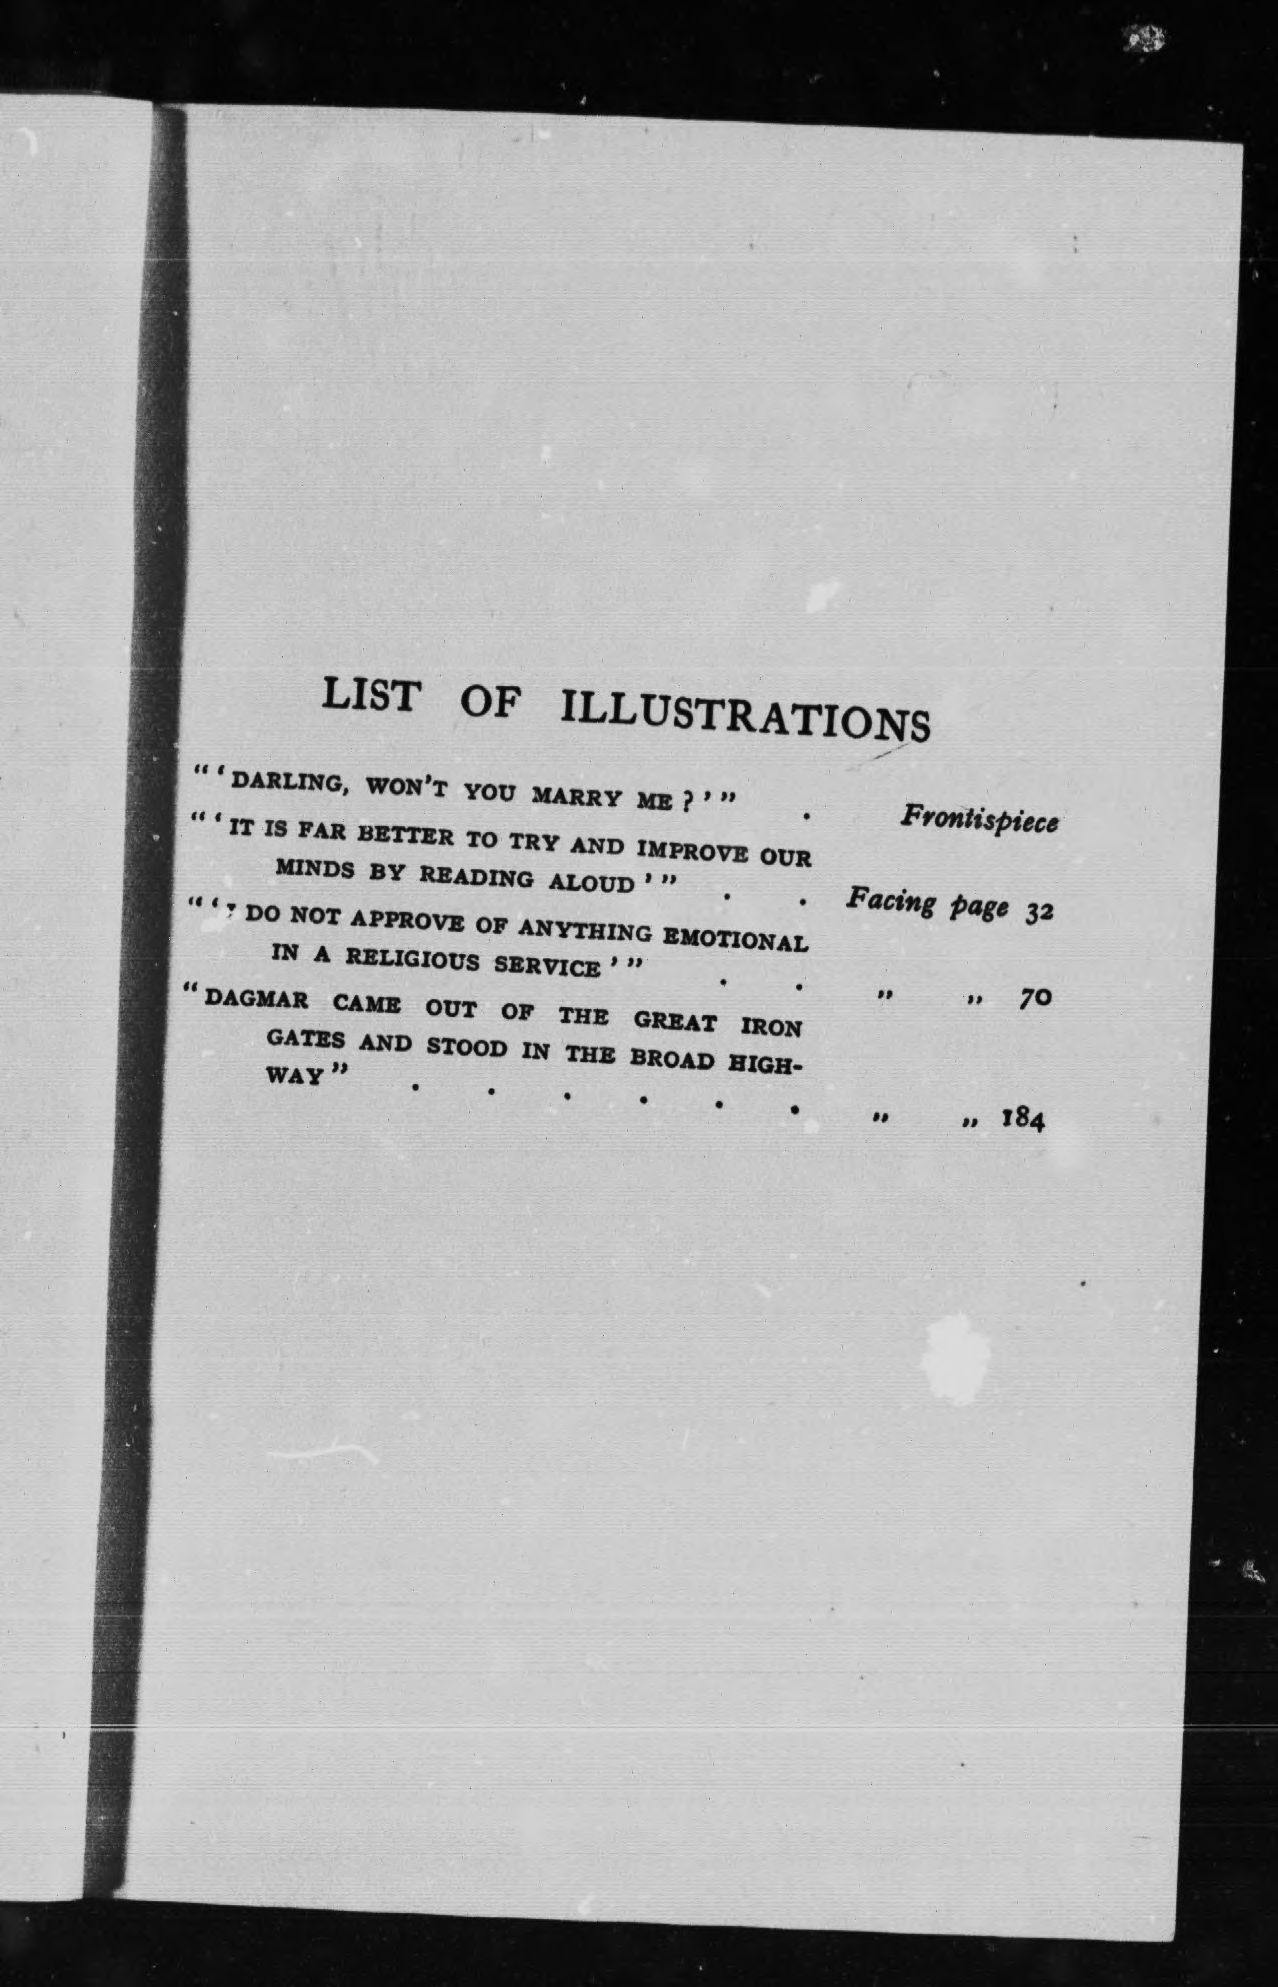 LIST OF ILLUSTRATIONS
"'DARLING, WON'T YOU MARRY ME?'" . Frontispiece
"'IT IS FAR BETTER TO TRY AND IMPROVE OUR
MINDS BY READING ALOUD'" . . Facing page 32
"'I DO NOT APPROVE OF ANYTHING EMOTIONAL
IN A RELIGIOUS SERVICE'" . . „ „ 70
"DAGMAR CAME OUT OF THE GREAT IRON
GATES AND STOOD IN THE BROAD HIGH-
WAY" . . . . . . „ „ 184